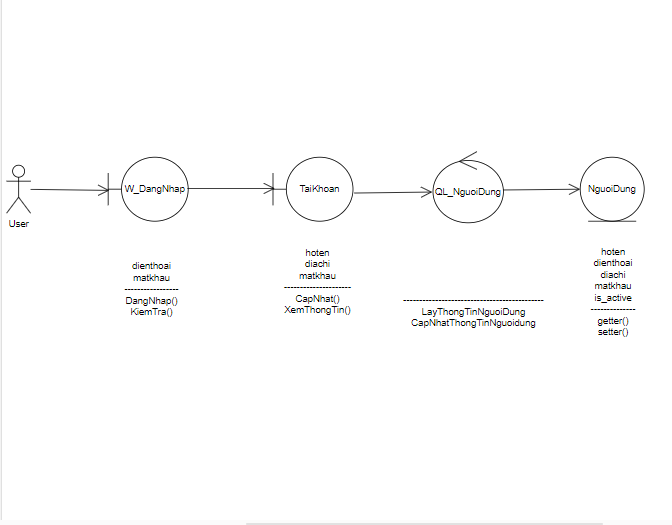 User
W_DangNhap
dienthoai
matkhau
------------------
DangNhap()
KiemTra()
TaiKhoan
hoten
diachi
matkhau
----------------------
CapNhat()
XemThongTin()
QL_NguoiDung
-----------------------------------------------
LayThongTinNguoiDung
CapNhatThongTinNguoidung
NguoiDung
hoten
dienthoai
diachi
matkhau
is_active
---------------
getter()
setter()